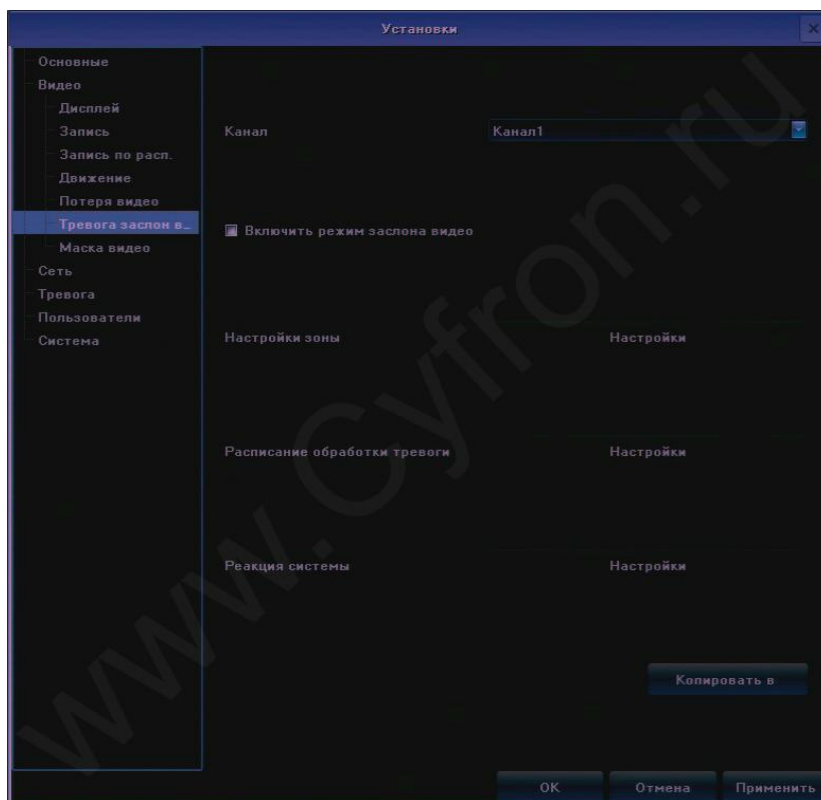 Установки
Основные
Видео
Дисплей
Запись
Запись по расп.
Движение
Потеря видео
Тревога заслон в_
Маска видео
Сеть
Тревога
Пользователи
Система
Канал Канал1
Включить режим заслона видео
Настройки зоны Настройки
Расписание обработки тревоги Настройки
Реакция системы Настройки
Копировать в
OK Отмена Применить
www.Cyfron.ru